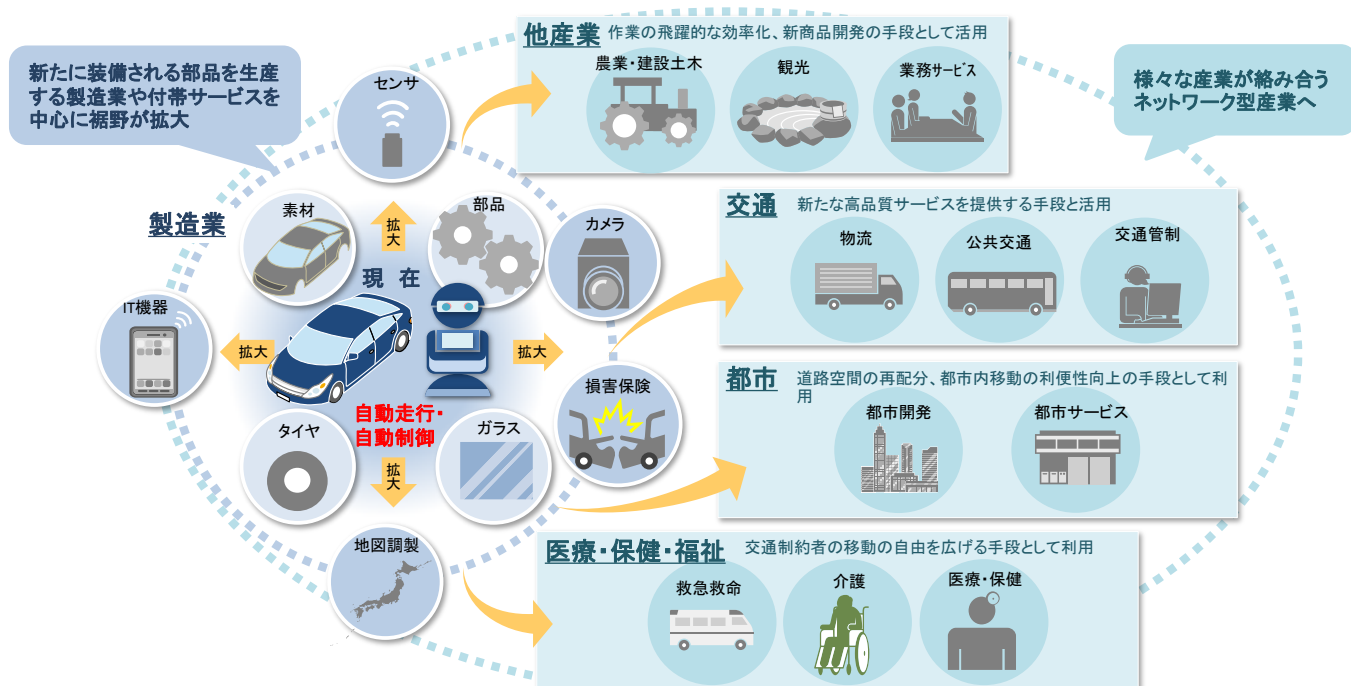 新たに装備される部品を生産
する製造業や付帯サービスを
中心に裾野が拡大
様々な産業が絡み合う
ネットワーク型産業へ
製造業
センサ
素材
部品
カメラ
IT機器
現 在
拡大
拡大
拡大
拡大
自動走行・
自動制御
損害保険
タイヤ
ガラス
地図調製
他産業 作業の飛躍的な効率化、新商品開発の手段として活用
農業・建設土木
観光
業務サービス
交通 新たな高品質サービスを提供する手段と活用
物流
公共交通
交通管制
都市 道路空間の再配分、都市内移動の利便性向上の手段として利
用
都市開発
都市サービス
医療・保健・福祉 交通制約者の移動の自由を広げる手段として利用
救急救命
介護
医療・保健